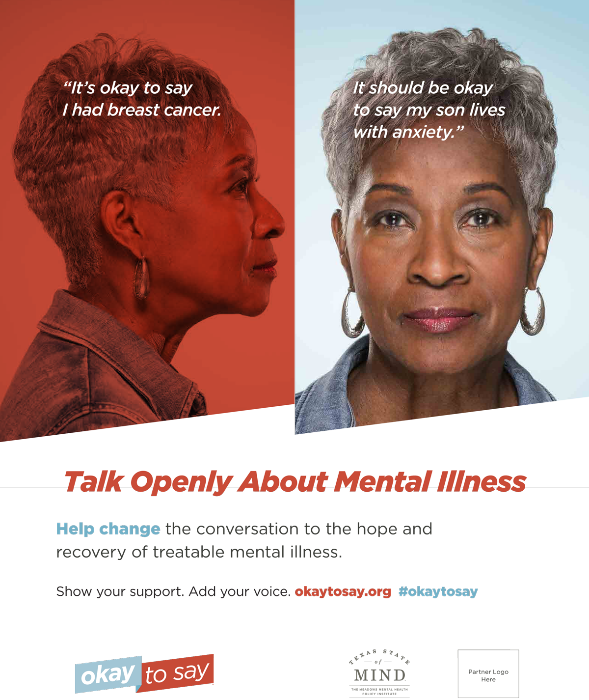 “It’s okay to say
I had breast cancer.
It should be okay
to say my son lives
with anxiety.”
Talk Openly About Mental Illness
Help change the conversation to the hope and
recovery of treatable mental illness.
Show your support. Add your voice. okaytosay.org #okaytosay
okay to say
TEXAS STATE
of
MIND
THE MEADOWS MENTAL HEALTH
POLICY INSTITUTE
Partner Logo
Here